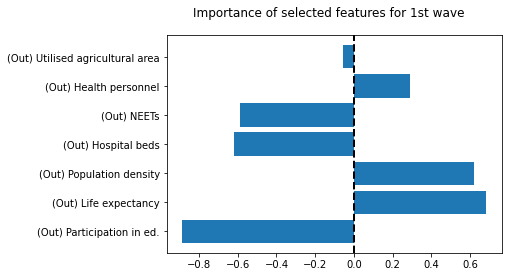 Importance of selected features for 1st wave
(Out) Utilised agricultural area
(Out) Health personnel
(Out) NEETs
(Out) Hospital beds
(Out) Population density
(Out) Life expectancy
(Out) Participation in ed.
−0.8 −0.6 −0.4 −0.2 0.0 0.2 0.4 0.6